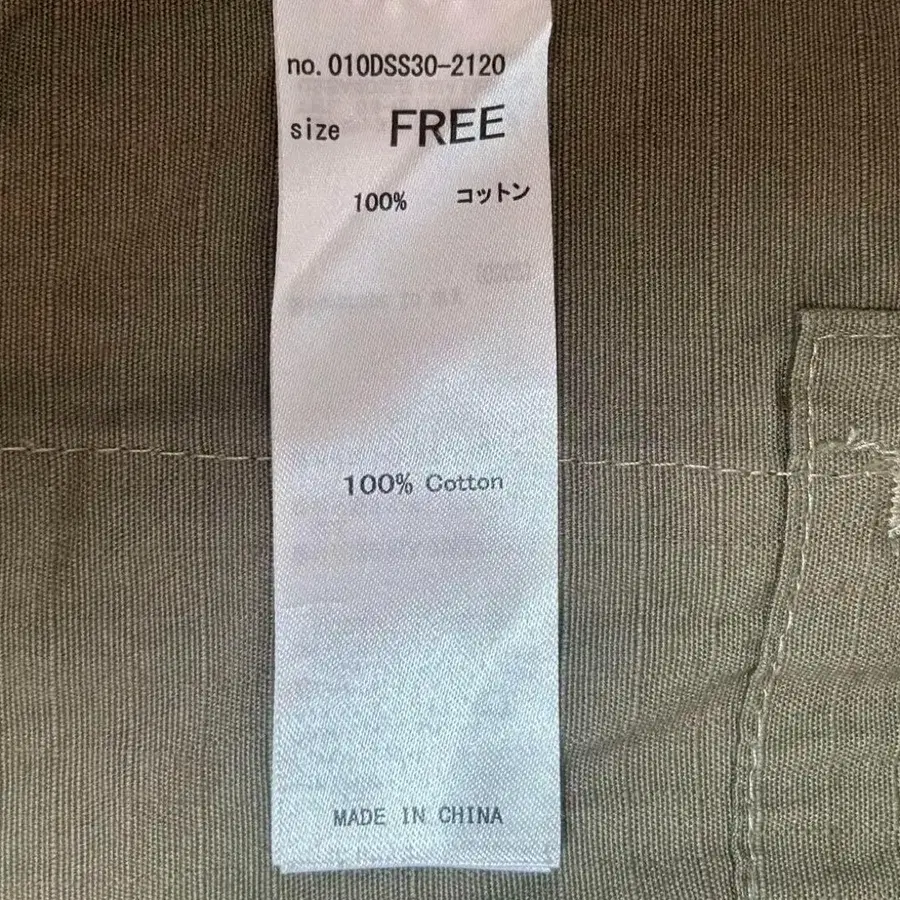 no. 010DSS30-2120
size FREE
100% コットン
100% Cotton
MADE IN CHINA